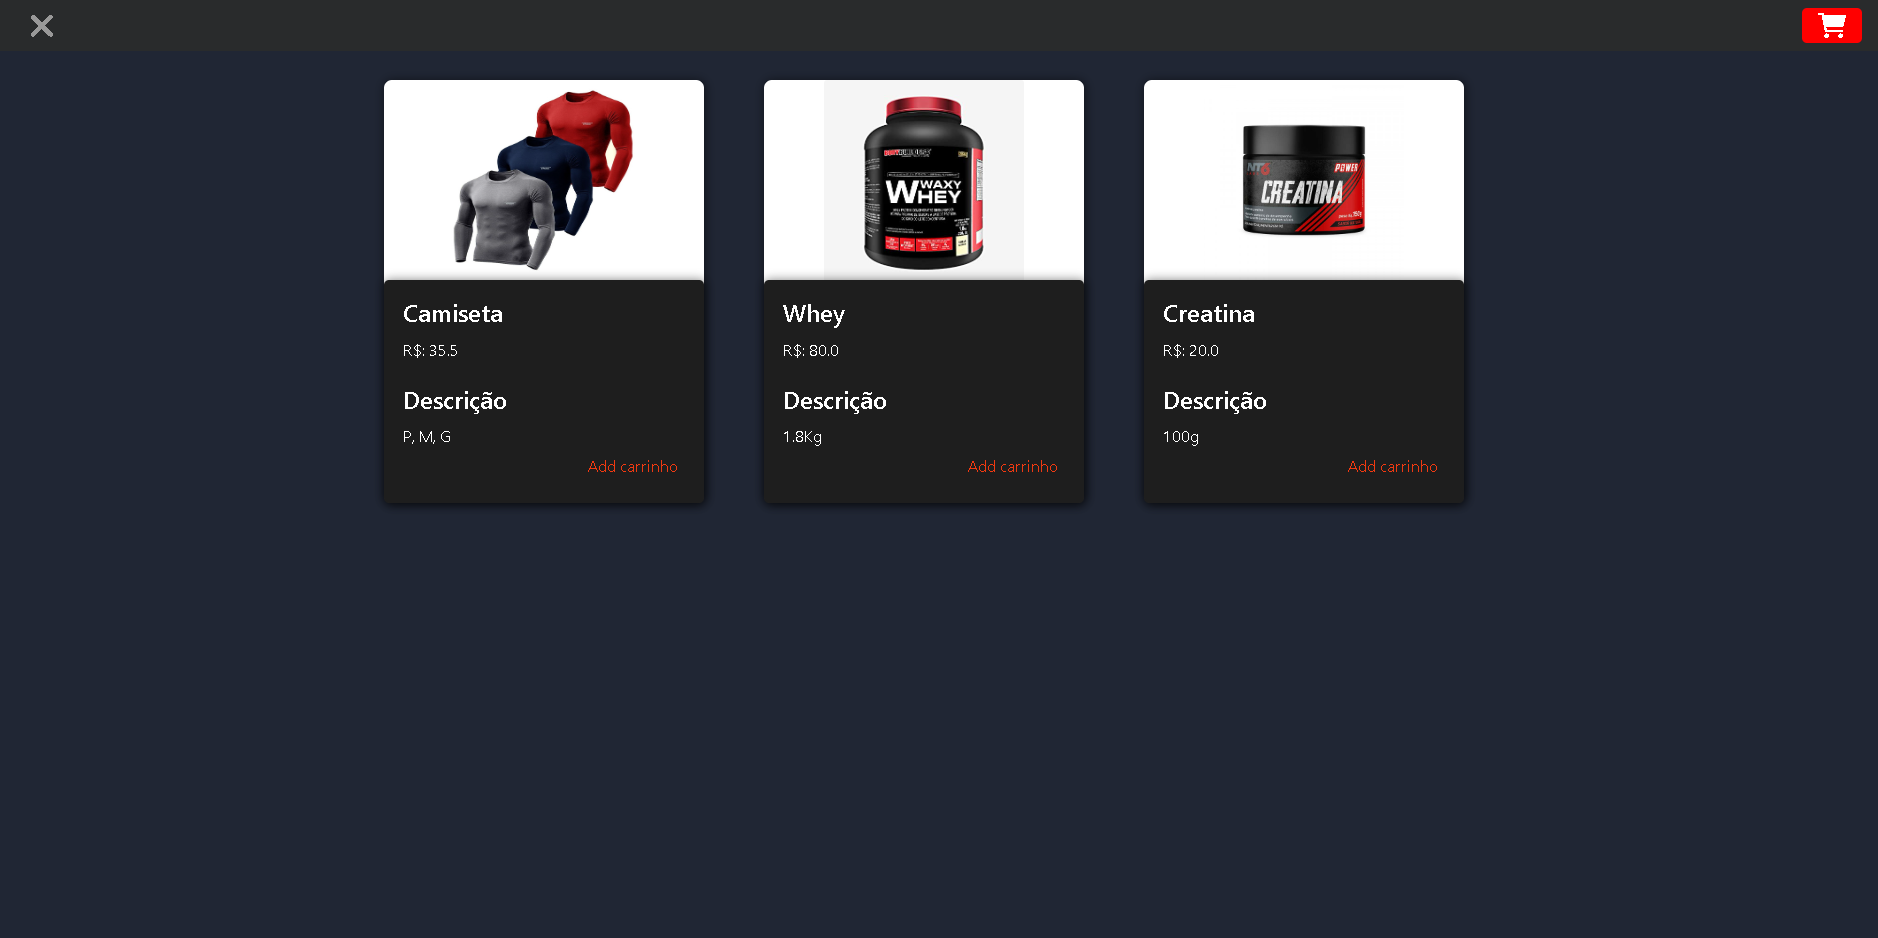 WAXY
WHEY
NT6
POWER
CREATINA
Camiseta
R$: 35.5
Descrição
P, M, G
Add carrinho
Whey
R$: 80.0
Descrição
1.8Kg
Add carrinho
Creatina
R$: 20.0
Descrição
100g
Add carrinho